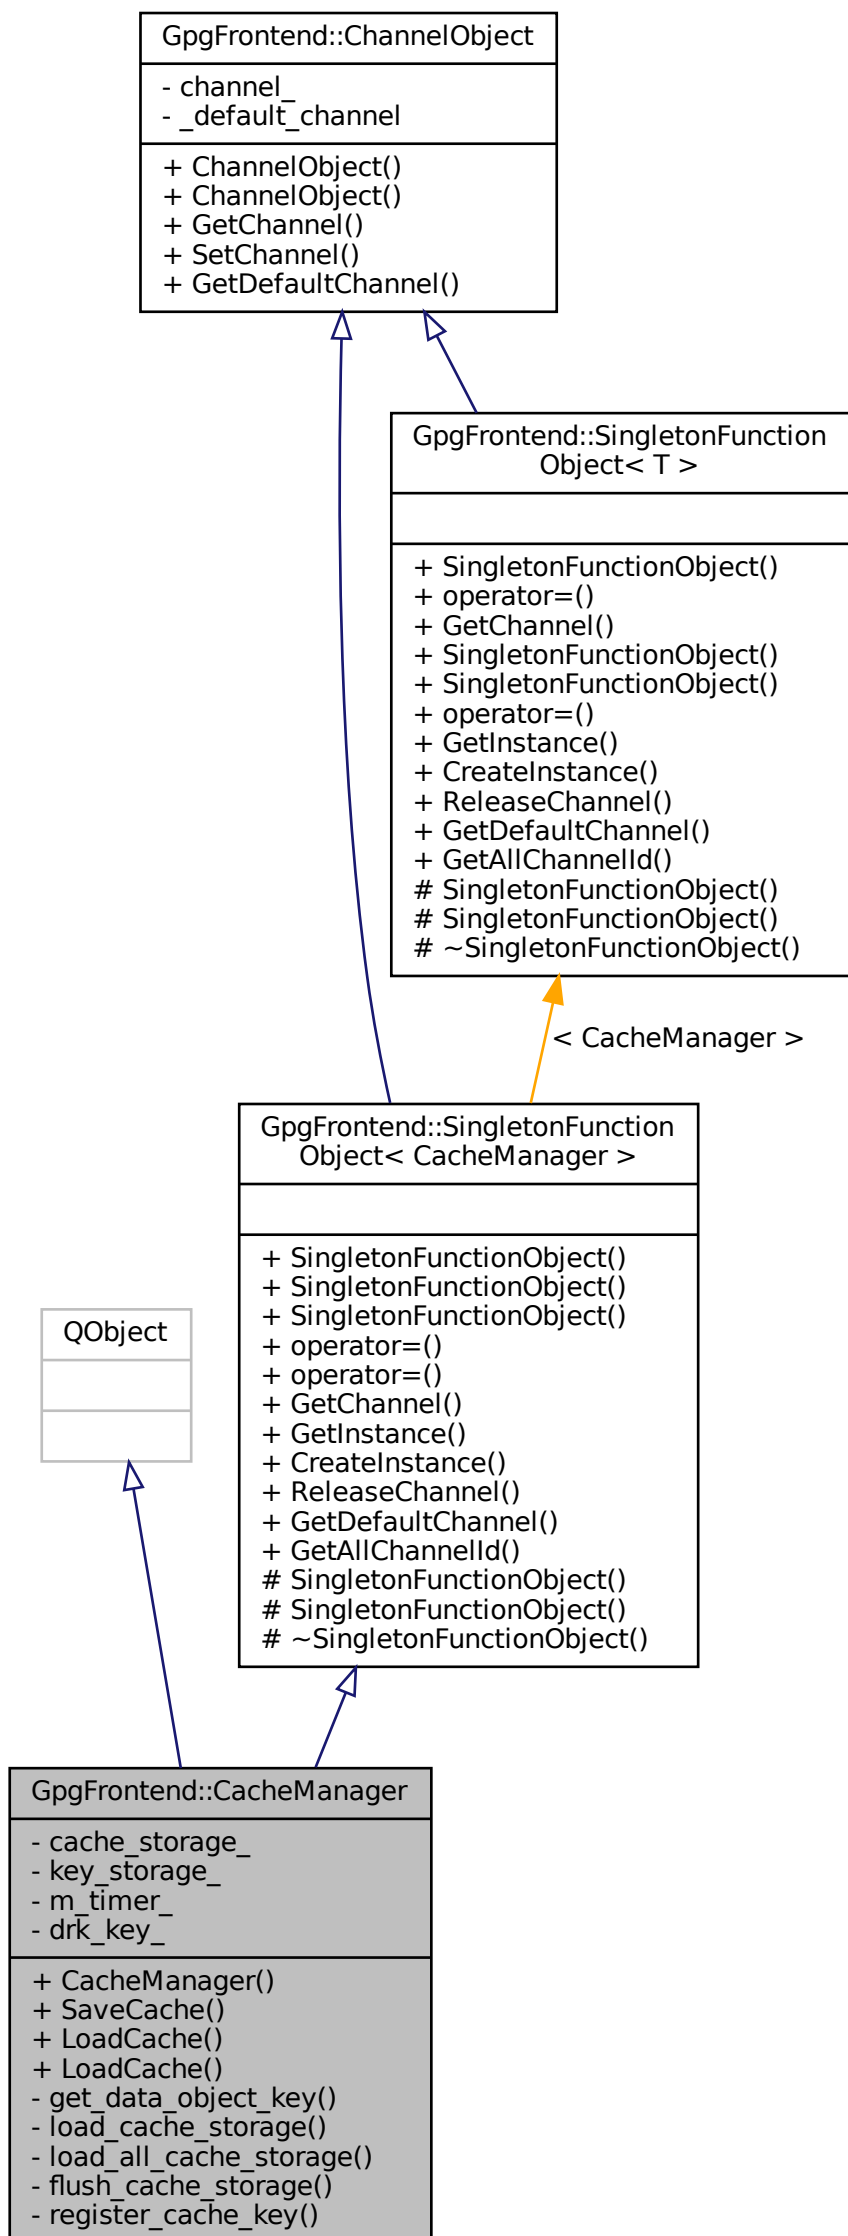 GpgFrontend::ChannelObject
- channel_
- _default_channel
+ ChannelObject()
+ ChannelObject()
+ GetChannel()
+ SetChannel()
+ GetDefaultChannel()
GpgFrontend::SingletonFunction
Object< T >
+ SingletonFunctionObject()
+ operator=()
+ GetChannel()
+ SingletonFunctionObject()
+ SingletonFunctionObject()
+ operator=()
+ GetInstance()
+ CreateInstance()
+ ReleaseChannel()
+ GetDefaultChannel()
+ GetAllChannelId()
# SingletonFunctionObject()
# SingletonFunctionObject()
# ~SingletonFunctionObject()
< CacheManager >
GpgFrontend::SingletonFunction
Object< CacheManager >
+ SingletonFunctionObject()
+ SingletonFunctionObject()
+ SingletonFunctionObject()
+ operator=()
+ operator=()
+ GetChannel()
+ GetInstance()
+ CreateInstance()
+ ReleaseChannel()
+ GetDefaultChannel()
+ GetAllChannelId()
# SingletonFunctionObject()
# SingletonFunctionObject()
# ~SingletonFunctionObject()
QObject
GpgFrontend::CacheManager
- cache_storage_
- key_storage_
- m_timer_
- drk_key_
+ CacheManager()
+ SaveCache()
+ LoadCache()
+ LoadCache()
- get_data_object_key()
- load_cache_storage()
- load_all_cache_storage()
- flush_cache_storage()
- register_cache_key()